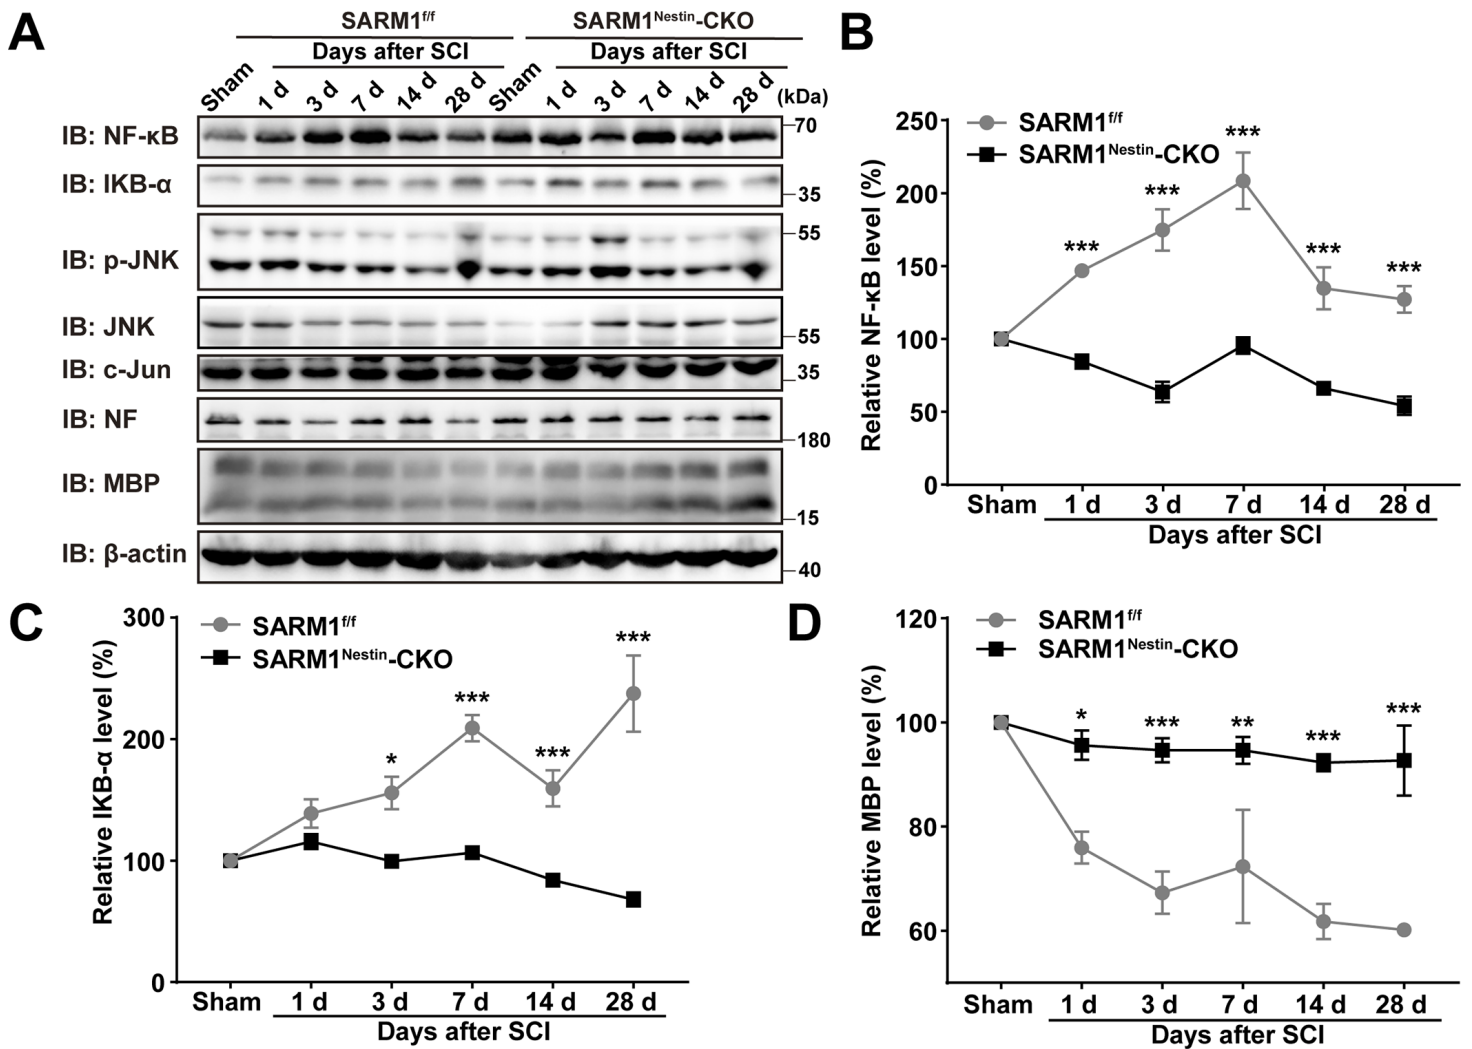 A
SARM1f/f SARM1Nestin-CKO
Days after SCI Days after SCI
Sham 1 d 3 d 7 d 14 d 28 d Sham 1 d 3 d 7 d 14 d 28 d (kDa)
IB: NF-κB 70
IB: IKB-α 35
IB: p-JNK 55
IB: JNK 55
IB: c-Jun 35
IB: NF 180
IB: MBP 15
IB: β-actin 40
B
SARM1f/f
SARM1Nestin-CKO
Relative NF-κB level (%)
250
200
150
100
50
0
***
***
***
***
***
Sham 1 d 3 d 7 d 14 d 28 d
Days after SCI
C
SARM1f/f
SARM1Nestin-CKO
Relative IKB-α level (%)
300
200
100
0
*
***
***
***
Sham 1 d 3 d 7 d 14 d 28 d
Days after SCI
D
SARM1f/f
SARM1Nestin-CKO
Relative MBP level (%)
120
100
80
60
*
***
**
***
***
Sham 1 d 3 d 7 d 14 d 28 d
Days after SCI